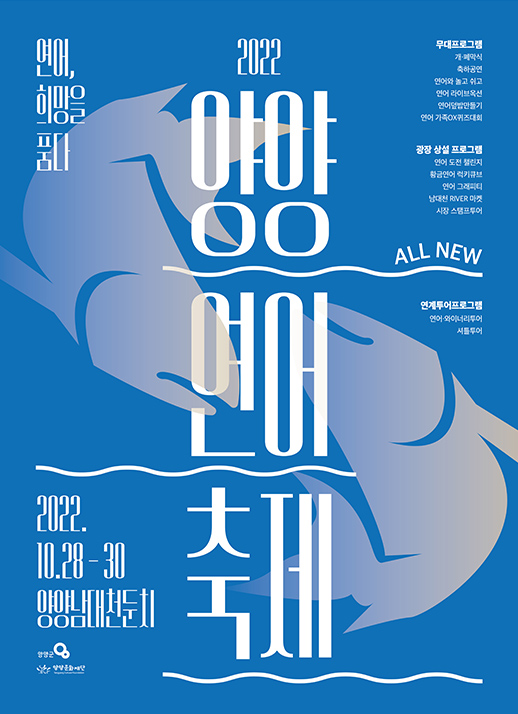 연어,
희망을
품다
2022
양양
연어
축제
ALL NEW
무대프로그램
개·폐막식
축하공연
연어와 놀고 쉬고
연어 라이브옥션
연어덮밥만들기
연어 가족OX퀴즈대회
광장 상설 프로그램
연어 도전 챌린지
황금연어 럭키큐브
연어 그래피티
남대천 RIVER 마켓
시장 스탬프투어
연계투어프로그램
연어·와이너리투어
셔틀투어
2022.
10.28 – 30
양양남대천둔치
양양군
양양문화재단